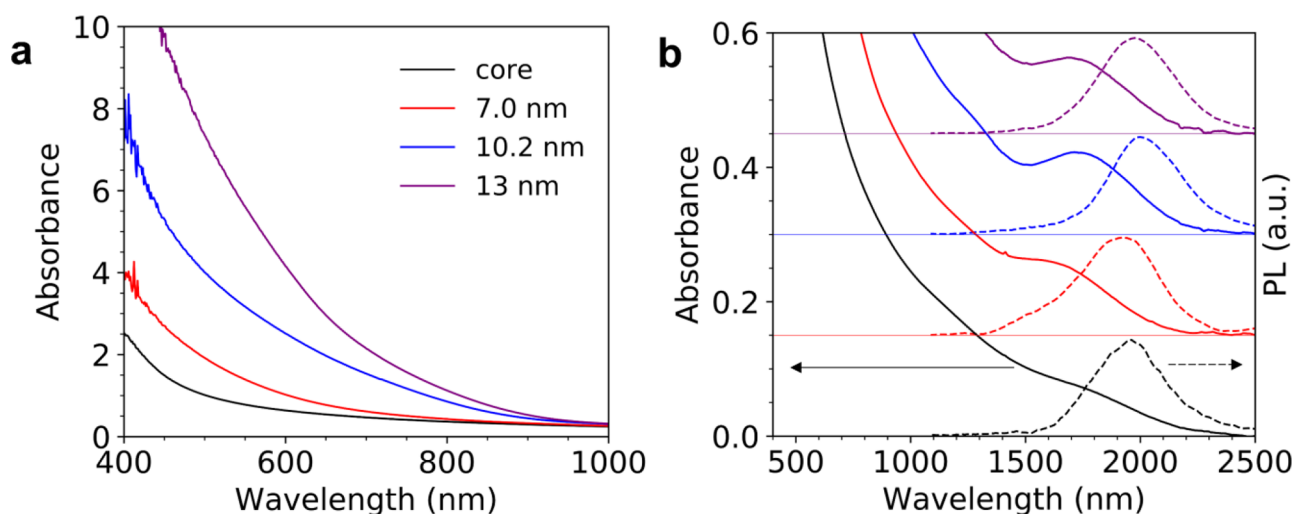 a
10
8
6
4
2
0
Absorbance
400
600
800
1000
Wavelength (nm)
core
7.0 nm
10.2 nm
13 nm
b
0.6
0.4
0.2
0.0
Absorbance
500
1000
1500
2000
2500
Wavelength (nm)
PL (a.u.)